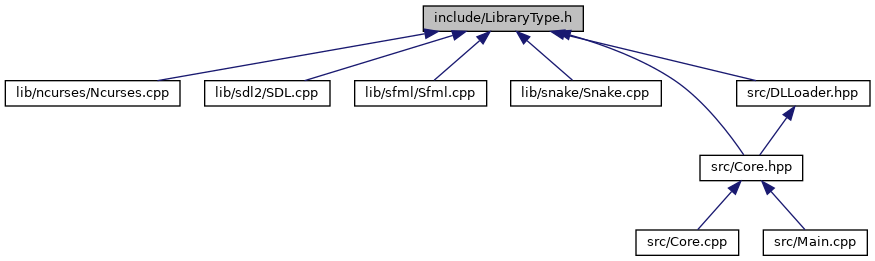 include/LibraryType.h
lib/ncurses/Ncurses.cpp
lib/sdl2/SDL.cpp
lib/sfml/Sfml.cpp
lib/snake/Snake.cpp
src/DLLoader.hpp
src/Core.hpp
src/Core.cpp
src/Main.cpp